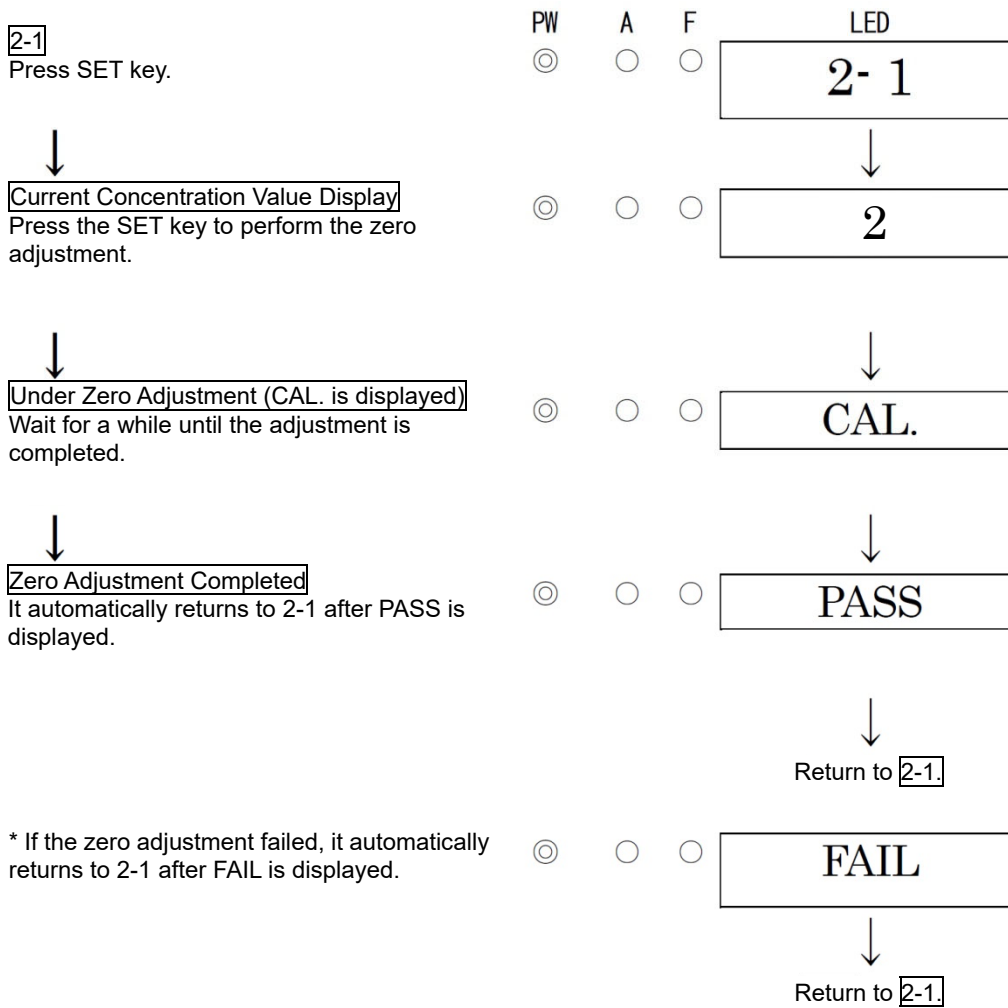 PW A F LED
2-1
Press SET key.
2- 1
Current Concentration Value Display
Press the SET key to perform the zero
adjustment.
2
Under Zero Adjustment (CAL. is displayed)
Wait for a while until the adjustment is
completed.
CAL.
Zero Adjustment Completed
It automatically returns to 2-1 after PASS is
displayed.
PASS
Return to 2-1.
* If the zero adjustment failed, it automatically
returns to 2-1 after FAIL is displayed.
FAIL
Return to 2-1.